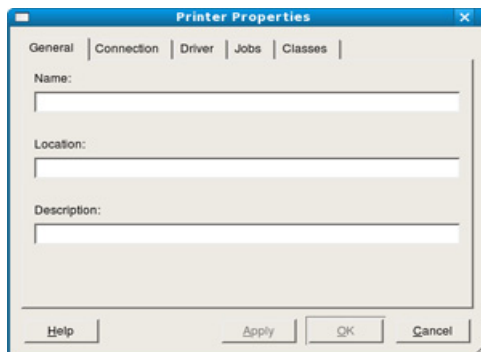 Printer Properties
General Connection Driver Jobs Classes
Name:
Location:
Description:
Help Apply OK Cancel